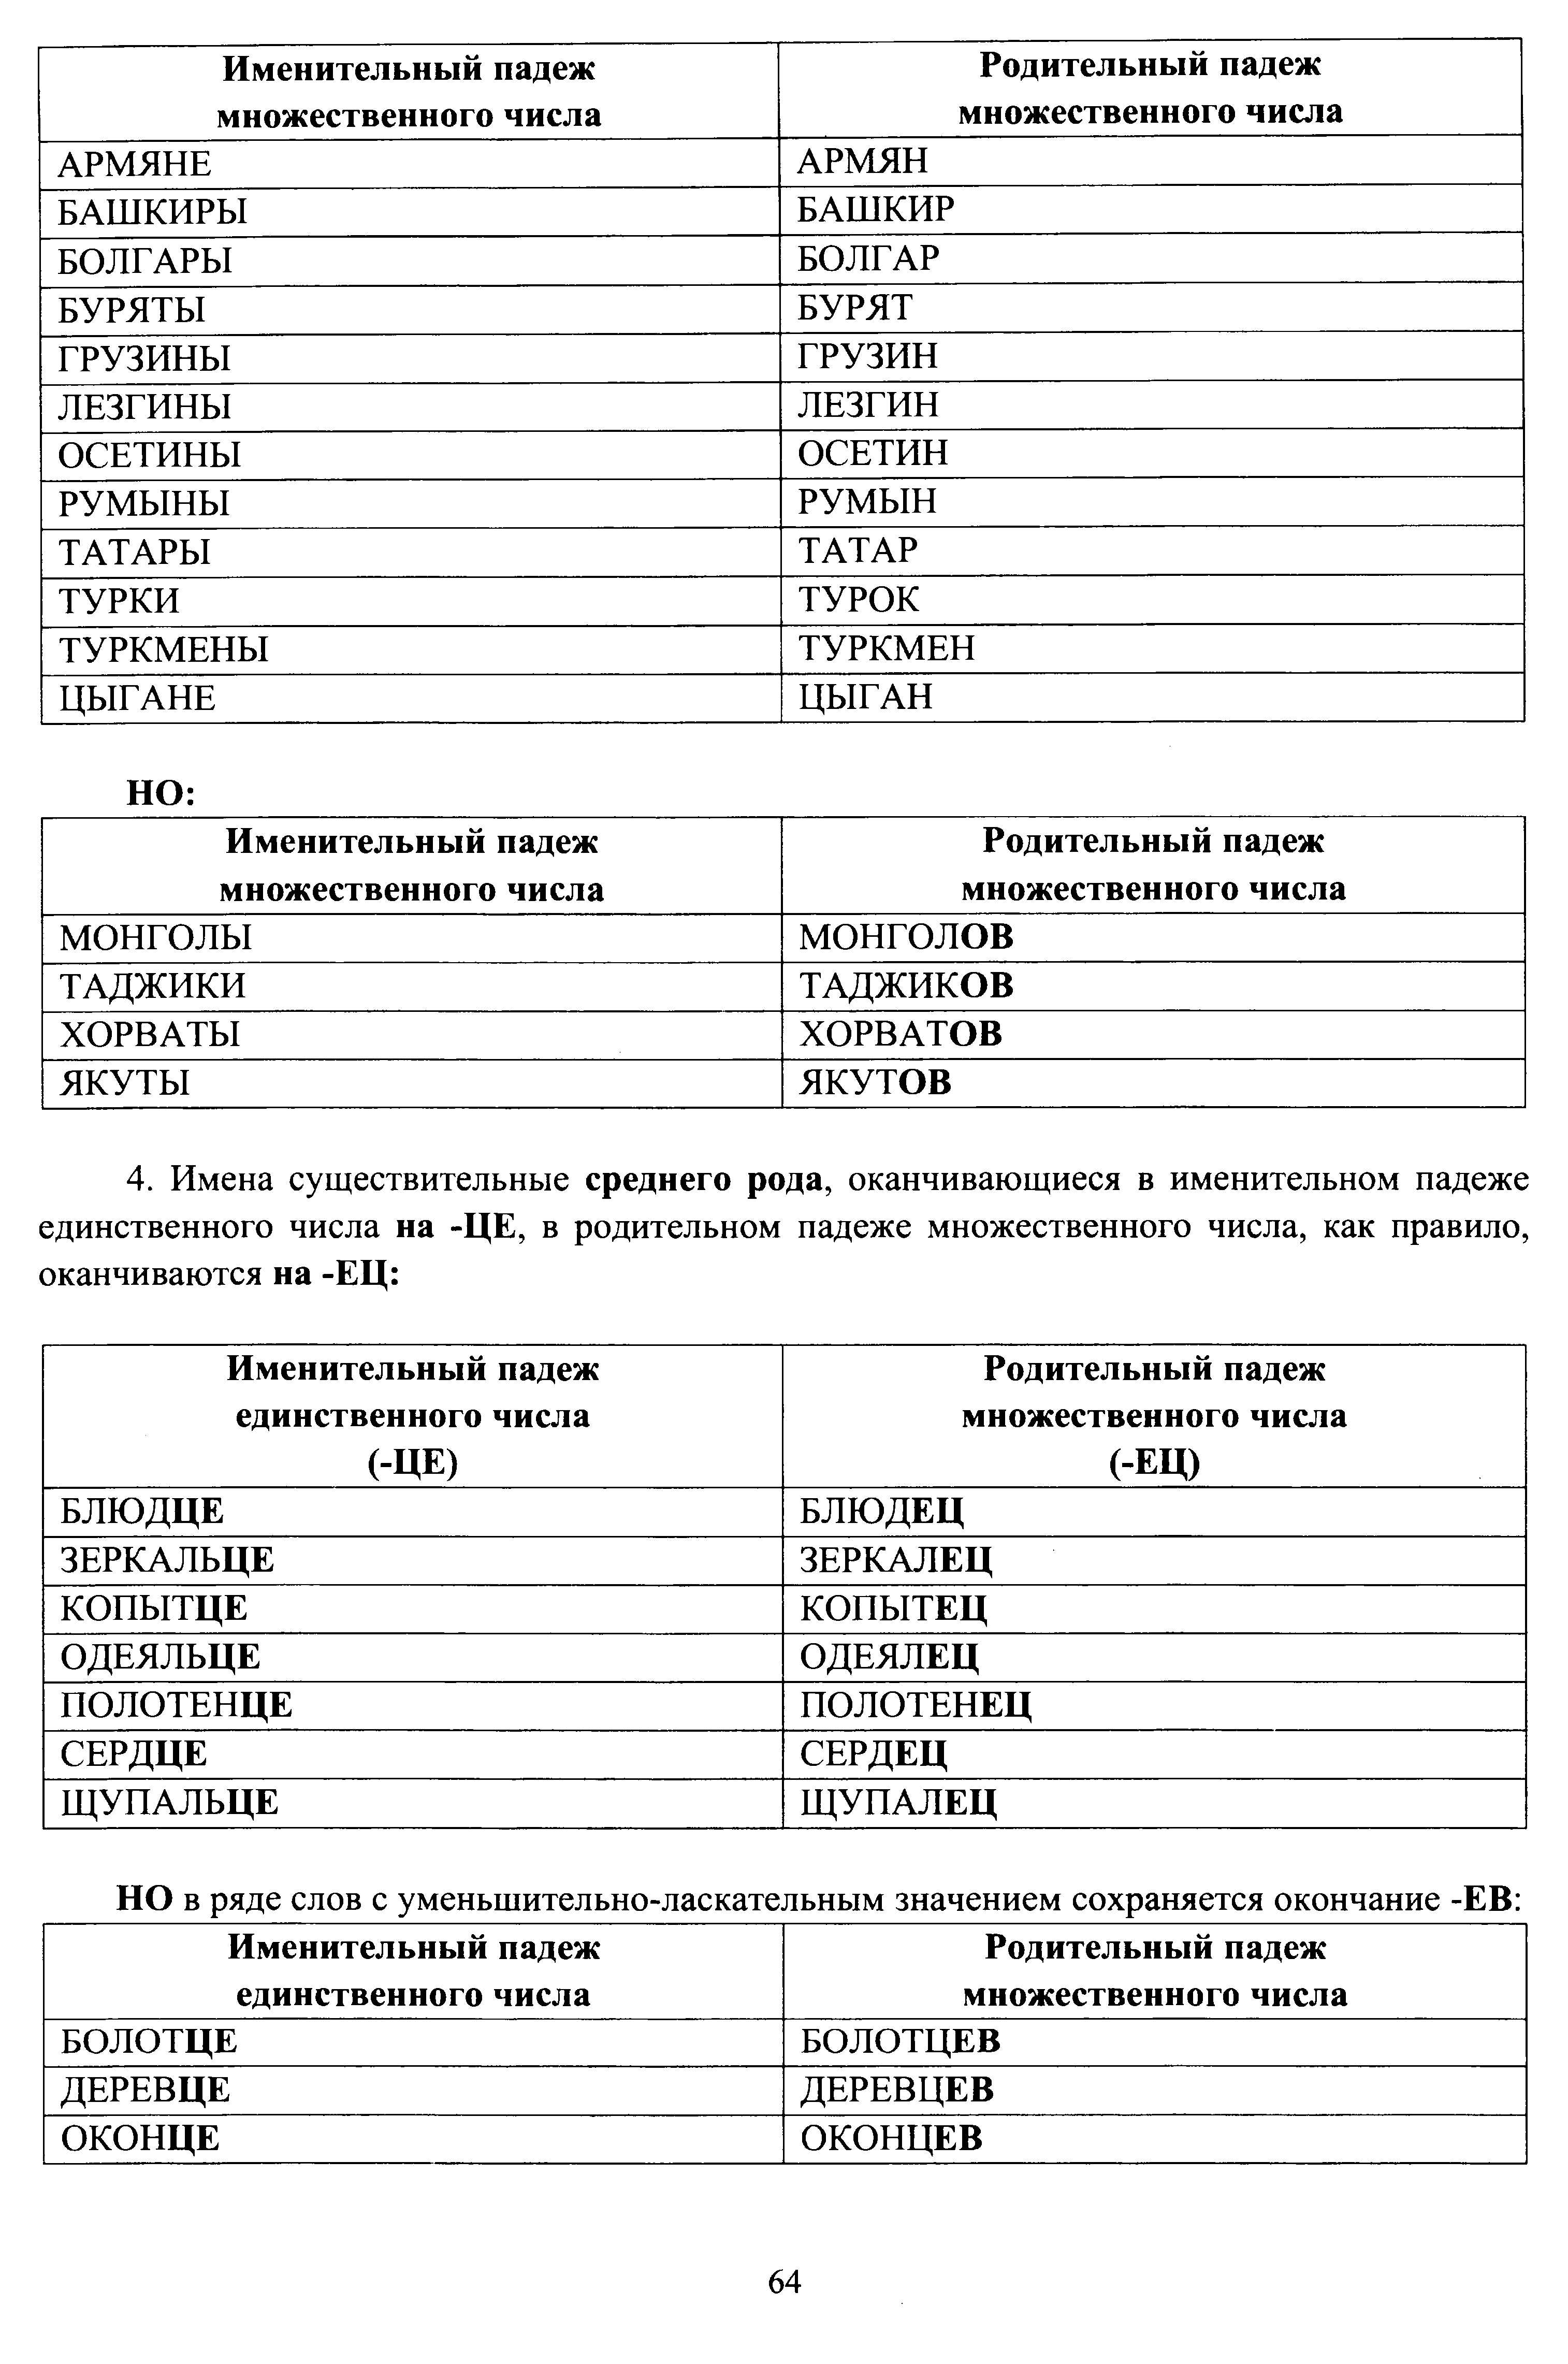 Именительный падеж Родительный падеж
множественного числа множественного числа
АРМЯНЕ АРМЯН
БАШКИРЫ БАШКИР
БОЛГАРЫ БОЛГАР
БУРЯТЫ БУРЯТ
ГРУЗИНЫ ГРУЗИН
ЛЕЗГИНЫ ЛЕЗГИН
ОСЕТИНЫ ОСЕТИН
РУМЫНЫ РУМЫН
ТАТАРЫ ТАТАР
ТУРКИ ТУРОК
ТУРКМЕНЫ ТУРКМЕН
ЦЫГАНЕ ЦЫГАН
НО:
Именительный падеж Родительный падеж
множественного числа множественного числа
МОНГОЛЫ МОНГОЛОВ
ТАДЖИКИ ТАДЖИКОВ
ХОРВАТЫ ХОРВАТОВ
ЯКУТЫ ЯКУТОВ
4. Имена существительные среднего рода, оканчивающиеся в именительном падеже
единственного числа на -ЦЕ, в родительном падеже множественного числа, как правило,
оканчиваются на -ЕЦ:
Именительный падеж Родительный падеж
единственного числа множественного числа
(-ЦЕ) (-ЕЦ)
БЛЮДЦЕ БЛЮДЕЦ
ЗЕРКАЛЬЦЕ ЗЕРКАЛЕЦ
КОПЫТЦЕ КОПЫТЕЦ
ОДЕЯЛЬЦЕ ОДЕЯЛЕЦ
ПОЛОТЕНЦЕ ПОЛОТЕНЕЦ
СЕРДЦЕ СЕРДЕЦ
ЩУПАЛЬЦЕ ЩУПАЛЕЦ
НО в ряде слов с уменьшительно-ласкательным значением сохраняется окончание -ЕВ:
Именительный падеж Родительный падеж
единственного числа множественного числа
БОЛОТЦЕ БОЛОТЦЕВ
ДЕРЕВЦЕ ДЕРЕВЦЕВ
ОКОНЦЕ ОКОНЦЕВ
64